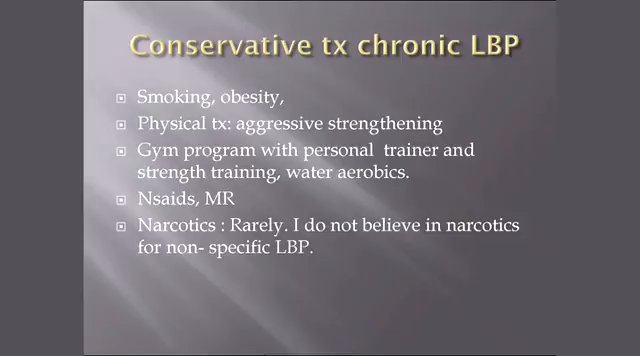 Conservative tx chronic LBP
Smoking, obesity,
Physical tx: aggressive strengthening
Gym program with personal trainer and
strength training, water aerobics.
Nsaids, MR
Narcotics : Rarely. I do not believe in narcotics
for non- specific LBP.